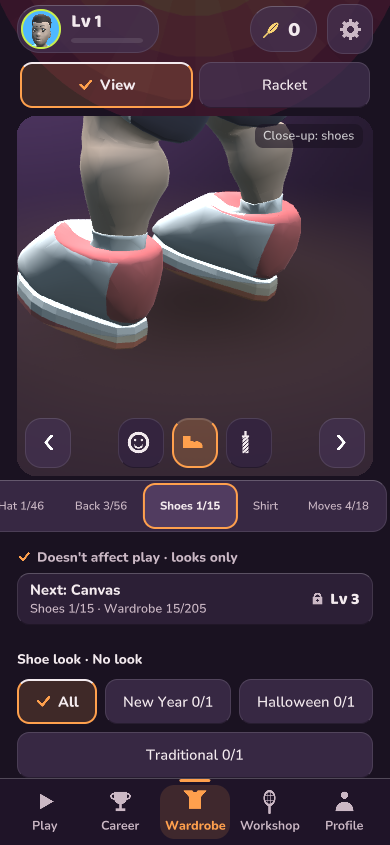 Lv 1
0
View
Racket
Close-up: shoes
Hat 1/46
Back 3/56
Shoes 1/15
Shirt
Moves 4/18
Doesn't affect play · looks only
Next: Canvas
Shoes 1/15 · Wardrobe 15/205
Lv 3
Shoe look · No look
All
New Year 0/1
Halloween 0/1
Traditional 0/1
Play
Career
Wardrobe
Workshop
Profile